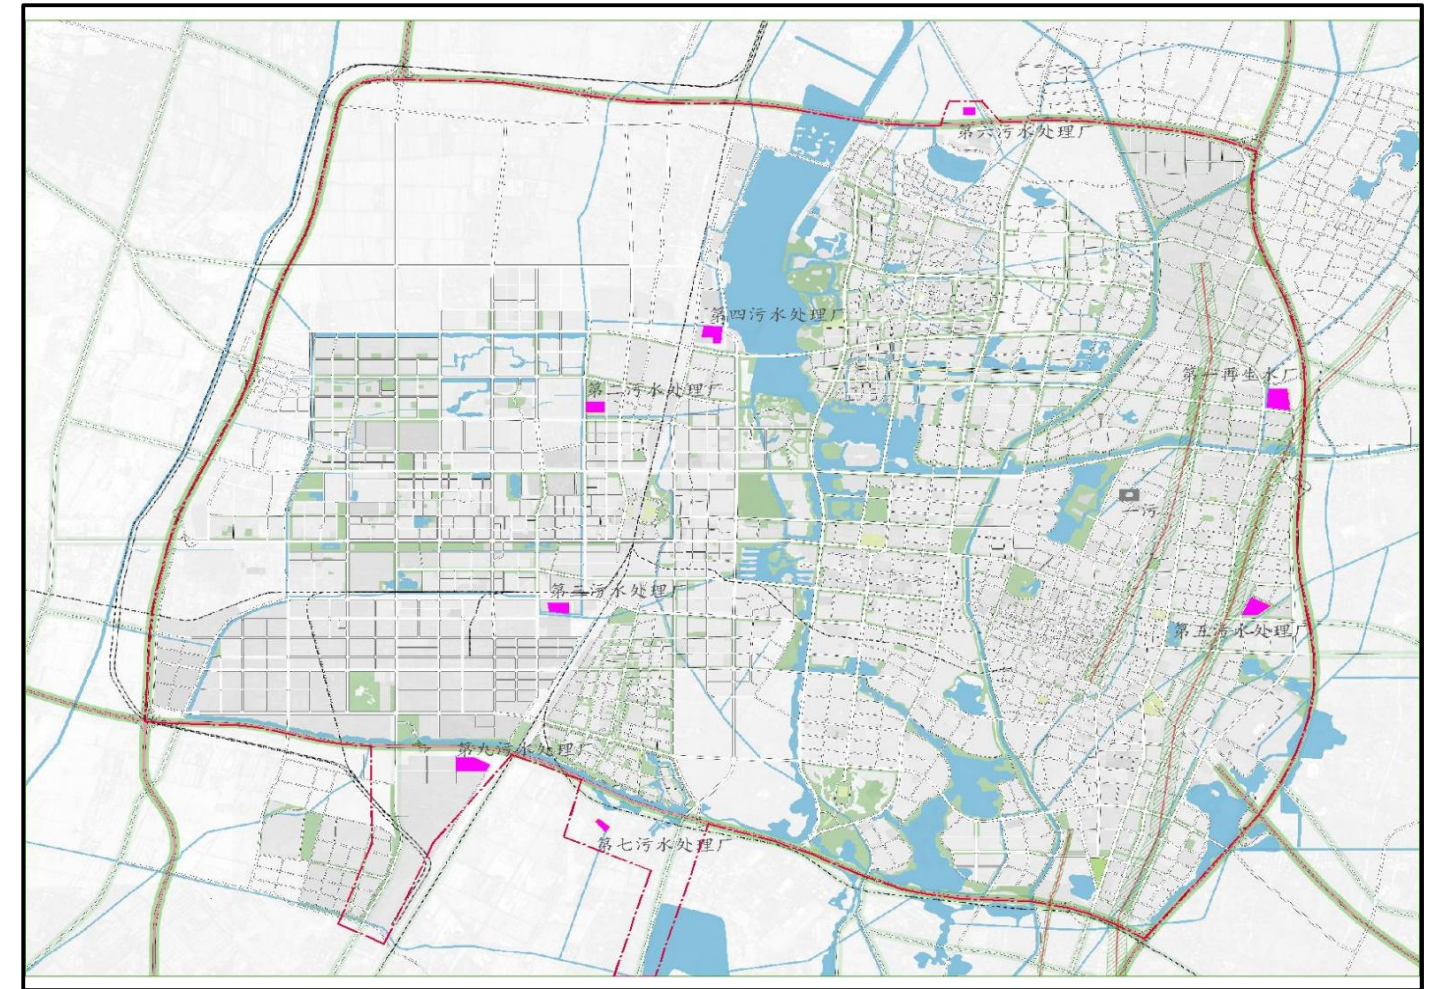 第六污水处理厂
第四污水处理厂
第一再生水厂
第二污水处理厂
一污
第三污水处理厂
第五污水处理厂
第九污水处理厂
第七污水处理厂